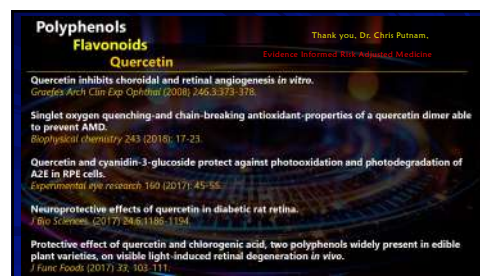 Polyphenols
Thank you, Dr. Chris Putnam,
Flavonoids
Evidence Informed Risk Adjusted Medicine
Quercetin
Quercetin inhibits choroidal and retinal angiogenesis in vitro.
Graefes Arch Clin Exp Ophthal (2008) 246.3:373-378.
Singlet oxygen quenching-and chain-breaking antioxidant-properties of a quercetin dimer able
to prevent AMD.
Biophysical chemistry 243 (2018): 17-23.
Quercetin and cyanidin-3-glucoside protect against photooxidation and photodegradation of
A2E in RPE cells.
Experimental eye research 160 (2017): 45-55.
Neuroprotective effects of quercetin in diabetic rat retina.
J Bio Sciences. (2017) 24.6:1186-1194.
Protective effect of quercetin and chlorogenic acid, two polyphenols widely present in edible
plant varieties, on visible light-induced retinal degeneration in vivo.
J Func Foods (2017) 33, 103-111.